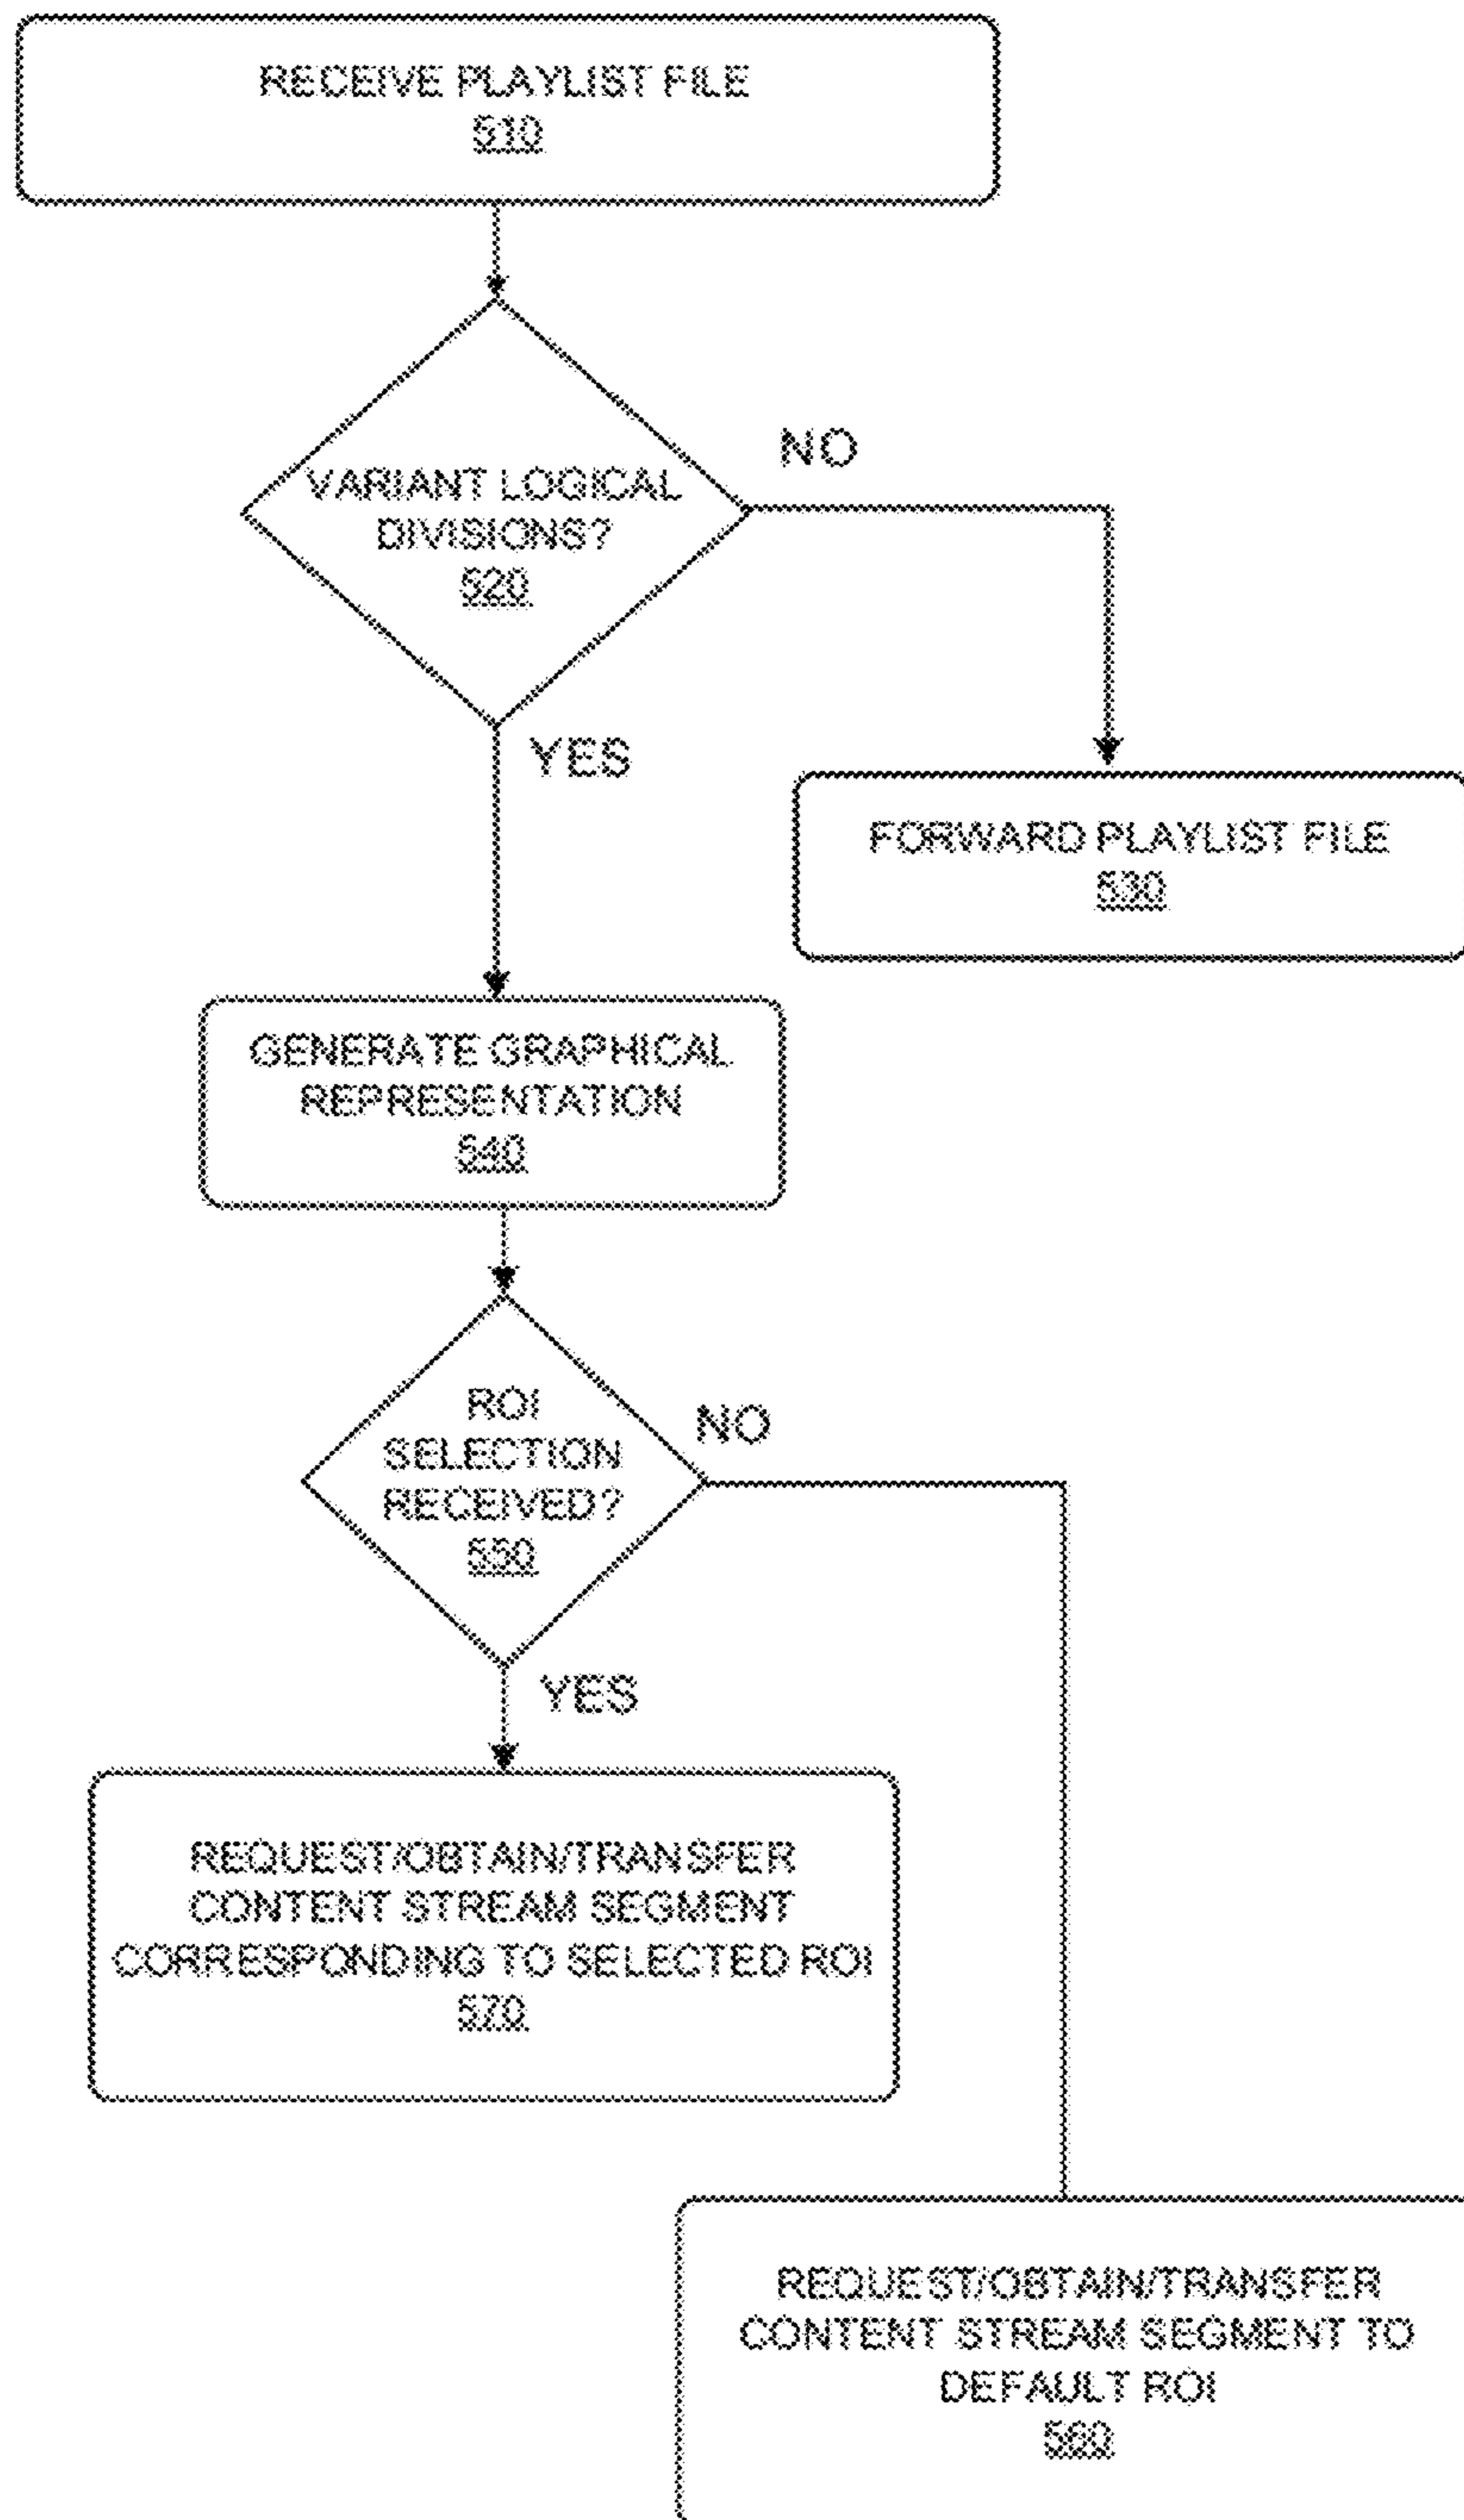 RECEIVE PLAYLIST FILE
510
VARIANT LOGICAL
DIVISIONS?
520
NO
YES
FORWARD PLAYLIST FILE
530
GENERATE GRAPHICAL
REPRESENTATION
540
ROI
SELECTION
RECEIVED?
550
NO
YES
REQUEST/OBTAIN/TRANSFER
CONTENT STREAM SEGMENT
CORRESPONDING TO SELECTED ROI
570
REQUEST/OBTAIN/TRANSFER
CONTENT STREAM SEGMENT TO
DEFAULT ROI
560